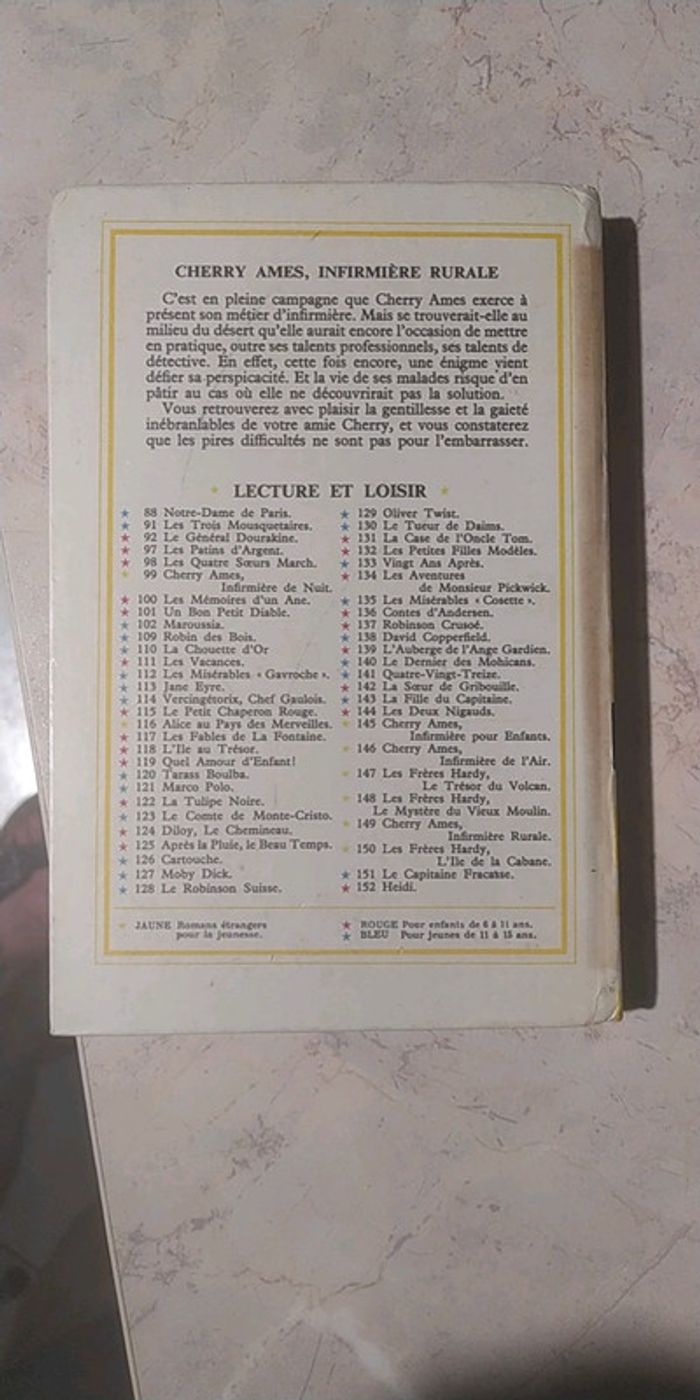 CHERRY AMES, INFIRMIÈRE RURALE
C'est en pleine campagne que Cherry Ames exerce à
présent son métier d'infirmière. Mais se trouverait-elle au
milieu du désert qu'elle aurait encore l'occasion de mettre
en pratique, outre ses talents professionnels, ses talents de
détective. En effet, cette fois encore, une énigme vient
défier sa perspicacité. Et la vie de ses malades risque d'en
pâtir au cas où elle ne découvrirait pas la solution.
Vous retrouverez avec plaisir la gentillesse et la gaieté
inébranlables de votre amie Cherry, et vous constaterez
que les pires difficultés ne sont pas pour l'embarrasser.
LECTURE ET LOISIR
88 Notre-Dame de Paris.
91 Les Trois Mousquetaires.
92 Le Général Dourakine.
97 Les Patins d'Argent.
98 Les Quatre Sœurs March.
99 Cherry Ames,
Infirmière de Nuit.
100 Les Mémoires d'un Ane.
101 Un Bon Petit Diable.
102 Maroussia.
109 Robin des Bois.
110 La Chouette d'Or
111 Les Vacances.
112 Les Misérables « Gavroche ».
113 Jane Eyre.
114 Vercingétorix, Chef Gaulois.
115 Le Petit Chaperon Rouge.
116 Alice au Pays des Merveilles.
117 Les Fables de La Fontaine.
118 L'Ile au Trésor.
119 Quel Amour d'Enfant!
120 Tarass Boulba.
121 Marco Polo.
122 La Tulipe Noire.
123 Le Comte de Monte-Cristo.
124 Diloy, Le Chemineau.
125 Après la Pluie, le Beau Temps.
126 Cartouche.
127 Moby Dick.
128 Le Robinson Suisse.
129 Oliver Twist.
130 Le Tueur de Daims.
131 La Case de l'Oncle Tom.
132 Les Petites Filles Modèles.
133 Vingt Ans Après.
134 Les Aventures
de Monsieur Pickwick.
135 Les Misérables « Cosette ».
136 Contes d'Andersen.
137 Robinson Crusoé.
138 David Copperfield.
139 L'Auberge de l'Ange Gardien.
140 Le Dernier des Mohicans.
141 Quatre-Vingt-Treize.
142 La Sœur de Gribouille.
143 La Fille du Capitaine.
144 Les Deux Nigauds.
145 Cherry Ames,
Infirmière pour Enfants.
146 Cherry Ames,
Infirmière de l'Air.
147 Les Frères Hardy,
Le Trésor du Volcan.
148 Les Frères Hardy,
Le Mystère du Vieux Moulin.
149 Cherry Ames,
Infirmière Rurale.
150 Les Frères Hardy,
L'Ile de la Cabane.
151 Le Capitaine Fracasse.
152 Heidi.
JAUNE Romans étrangers
pour la jeunesse.
ROUGE Pour enfants de 6 à 11 ans.
BLEU Pour jeunes de 11 à 15 ans.